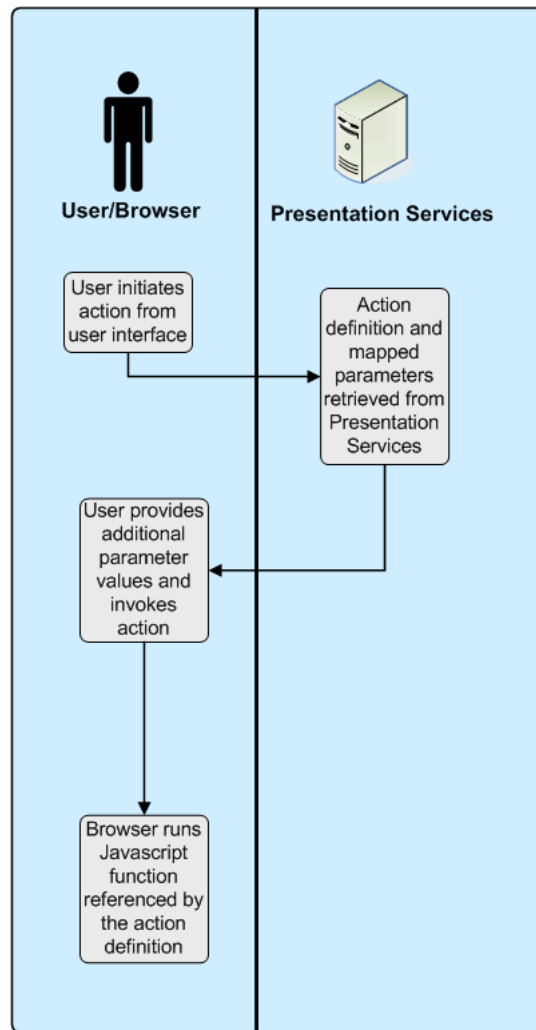 User/Browser
Presentation Services
User initiates
action from
user interface
Action
definition and
mapped
parameters
retrieved from
Presentation
Services
User provides
additional
parameter
values and
invokes
action
Browser runs
Javascript
function
referenced by
the action
definition